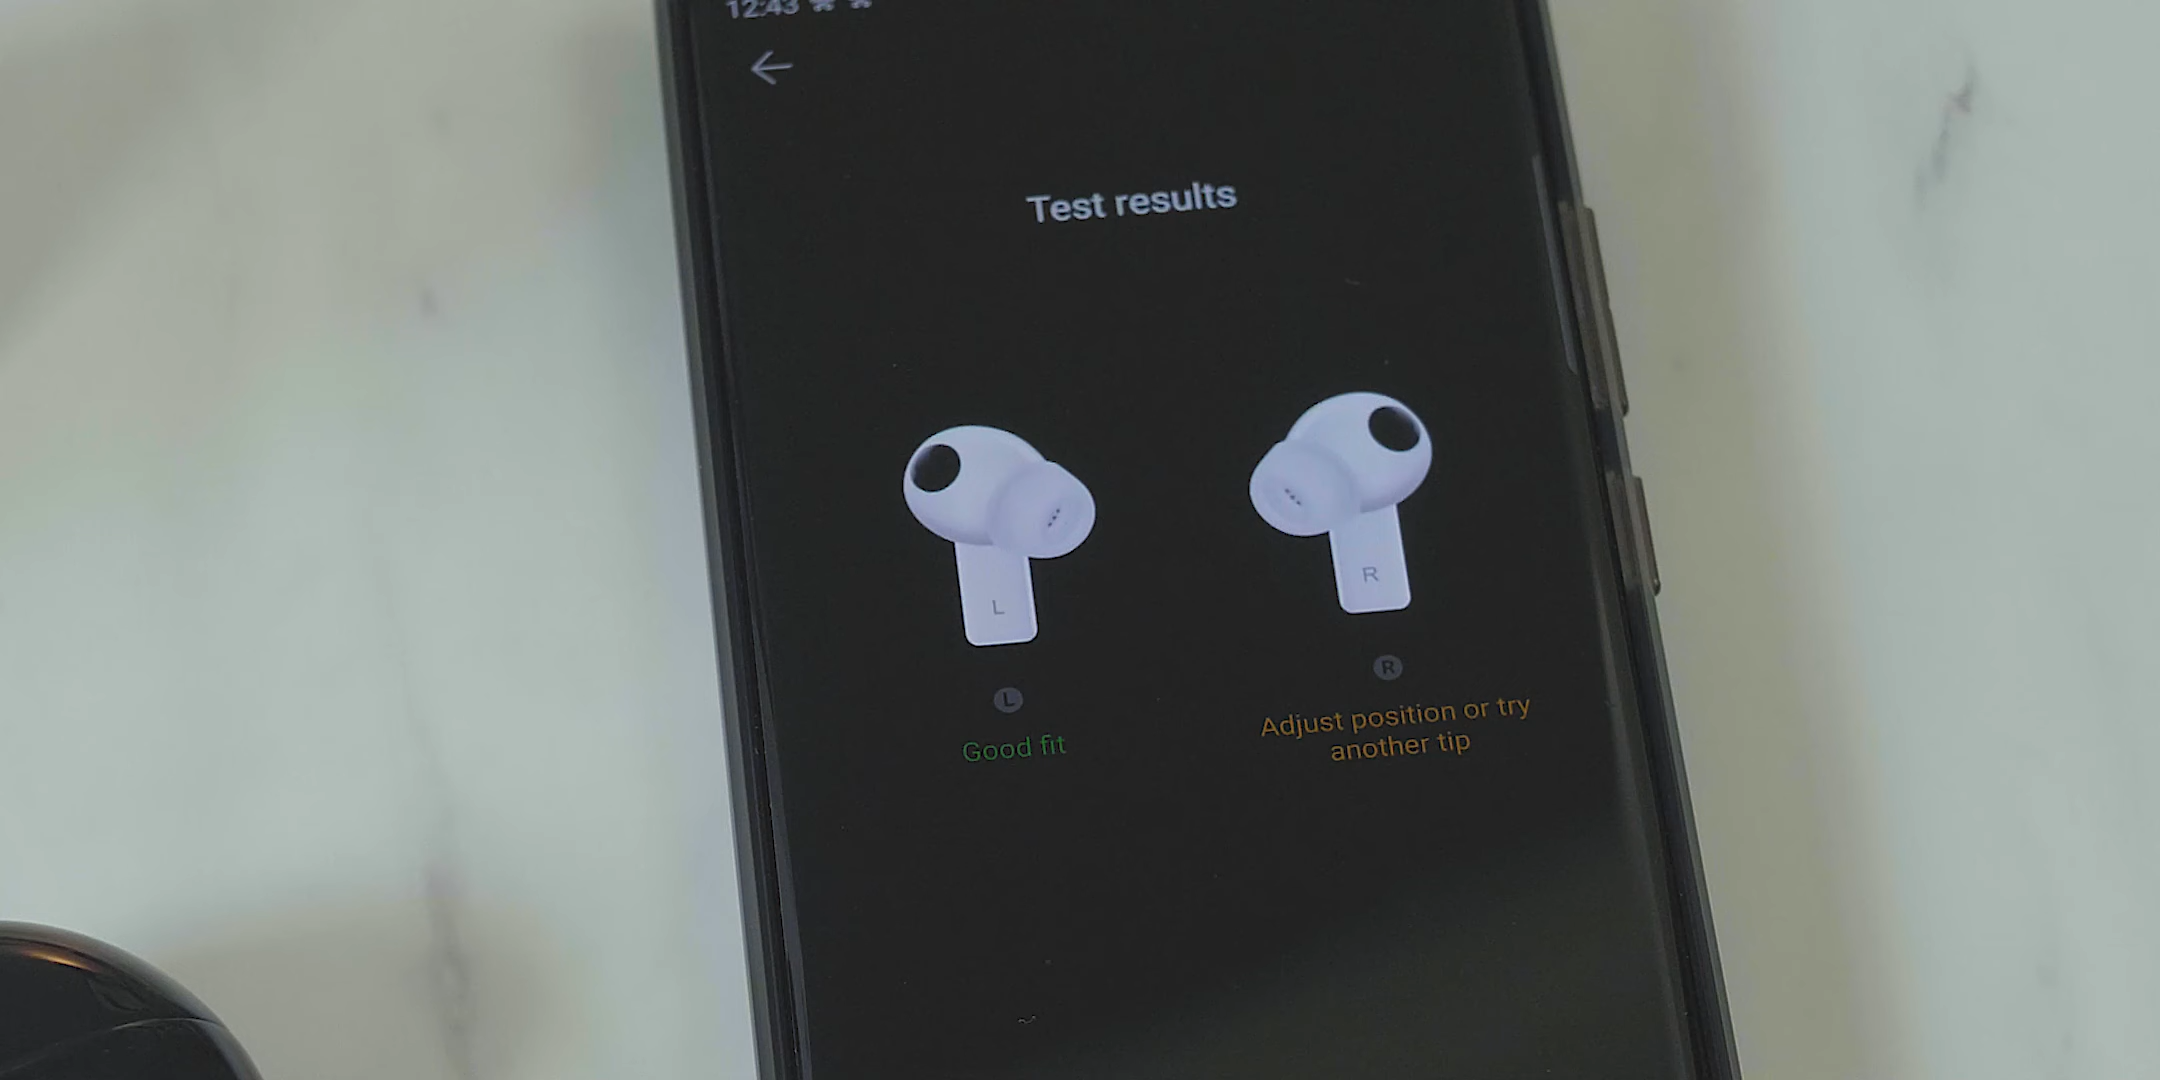 12:43
Test results
L
R
L
R
Good fit
Adjust position or try
another tip